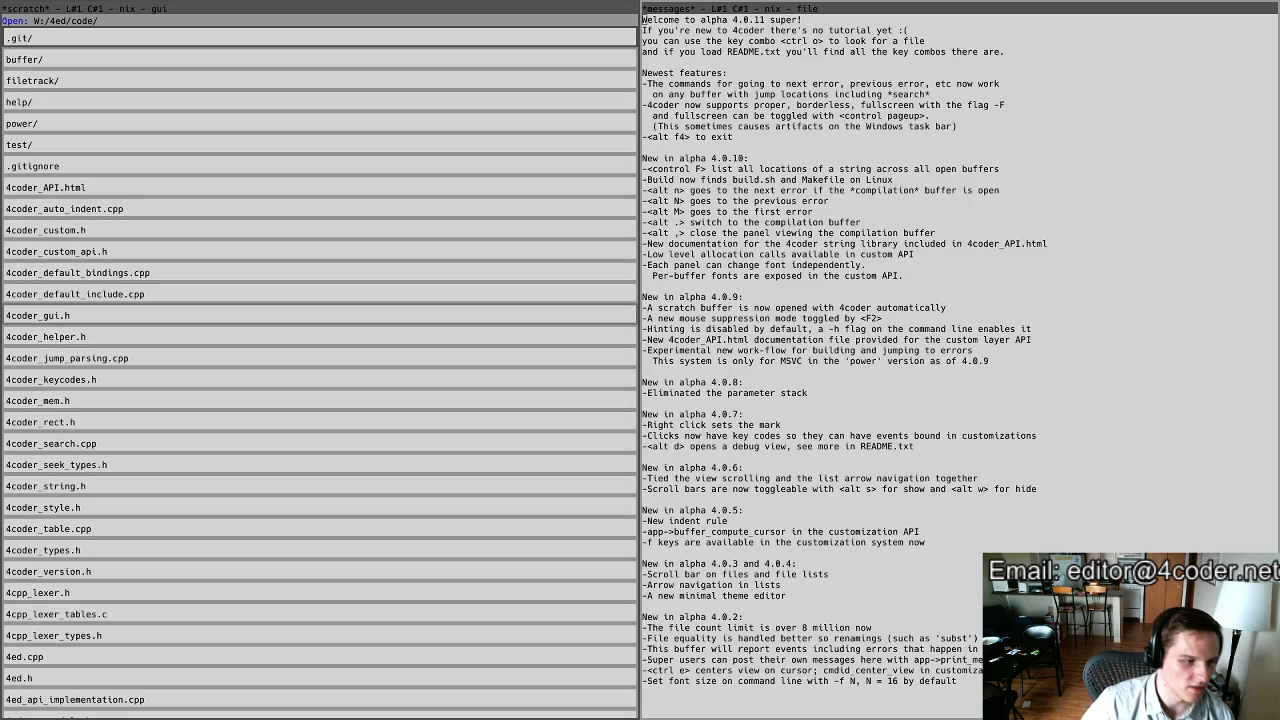 *scratch* - L#1 C#1 - nix - gui
Open: W:/4ed/code/
.git/
buffer/
filetrack/
help/
power/
test/
.gitignore
4coder_API.html
4coder_auto_indent.cpp
4coder_custom.h
4coder_custom_api.h
4coder_default_bindings.cpp
4coder_default_include.cpp
4coder_gui.h
4coder_helper.h
4coder_jump_parsing.cpp
4coder_keycodes.h
4coder_mem.h
4coder_rect.h
4coder_search.cpp
4coder_seek_types.h
4coder_string.h
4coder_style.h
4coder_table.cpp
4coder_types.h
4coder_version.h
4cpp_lexer.h
4cpp_lexer_tables.c
4cpp_lexer_types.h
4ed.cpp
4ed.h
4ed_api_implementation.cpp
*messages* - L#1 C#1 - nix - file
Welcome to alpha 4.0.11 super!
If you're new to 4coder there's no tutorial yet :(
you can use the key combo <ctrl o> to look for a file
and if you load README.txt you'll find all the key combos there are.
Newest features:
-The commands for going to next error, previous error, etc now work
on any buffer with jump locations including *search*
-4coder now supports proper, borderless, fullscreen with the flag -F
and fullscreen can be toggled with <control pageup>.
(This sometimes causes artifacts on the Windows task bar)
-<alt f4> to exit
New in alpha 4.0.10:
-<control F> list all locations of a string across all open buffers
-Build now finds build.sh and Makefile on Linux
-<alt n> goes to the next error if the *compilation* buffer is open
-<alt N> goes to the previous error
-<alt M> goes to the first error
-<alt .> switch to the compilation buffer
-<alt ,> close the panel viewing the compilation buffer
-New documentation for the 4coder string library included in 4coder_API.html
-Low level allocation calls available in custom API
-Each panel can change font independently.
Per-buffer fonts are exposed in the custom API.
New in alpha 4.0.9:
-A scratch buffer is now opened with 4coder automatically
-A new mouse suppression mode toggled by <F2>
-Hinting is disabled by default, a -h flag on the command line enables it
-New 4coder_API.html documentation file provided for the custom layer API
-Experimental new work-flow for building and jumping to errors
This system is only for MSVC in the 'power' version as of 4.0.9
New in alpha 4.0.8:
-Eliminated the parameter stack
New in alpha 4.0.7:
-Right click sets the mark
-Clicks now have key codes so they can have events bound in customizations
-<alt d> opens a debug view, see more in README.txt
New in alpha 4.0.6:
-Tied the view scrolling and the list arrow navigation together
-Scroll bars are now toggleable with <alt s> for show and <alt w> for hide
New in alpha 4.0.5:
-New indent rule
-app->buffer_compute_cursor in the customization API
-f keys are available in the customization system now
New in alpha 4.0.3 and 4.0.4:
-Scroll bar on files and file lists
-Arrow navigation in lists
-A new minimal theme editor
New in alpha 4.0.2:
-The file count limit is over 8 million now
-File equality is handled better so renamings (such as 'subst')
-This buffer will report events including errors that happen in
-Super users can post their own messages here with app->print_me
-<ctrl e> centers view on cursor; cmdid_center_view in customiza
-Set font size on command line with -f N, N = 16 by default
Email: editor@4coder.net